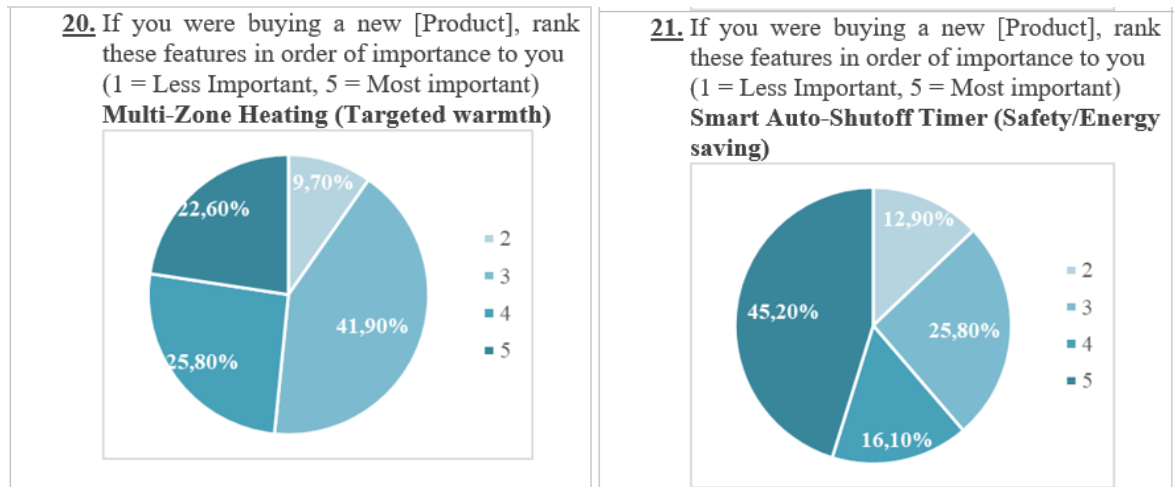 20. If you were buying a new [Product], rank
these features in order of importance to you
(1 = Less Important, 5 = Most important)
Multi-Zone Heating (Targeted warmth)
9,70%
22,60%
41,90%
25,80%
2
3
4
5
21. If you were buying a new [Product], rank
these features in order of importance to you
(1 = Less Important, 5 = Most important)
Smart Auto-Shutoff Timer (Safety/Energy
saving)
12,90%
45,20%
25,80%
16,10%
2
3
4
5